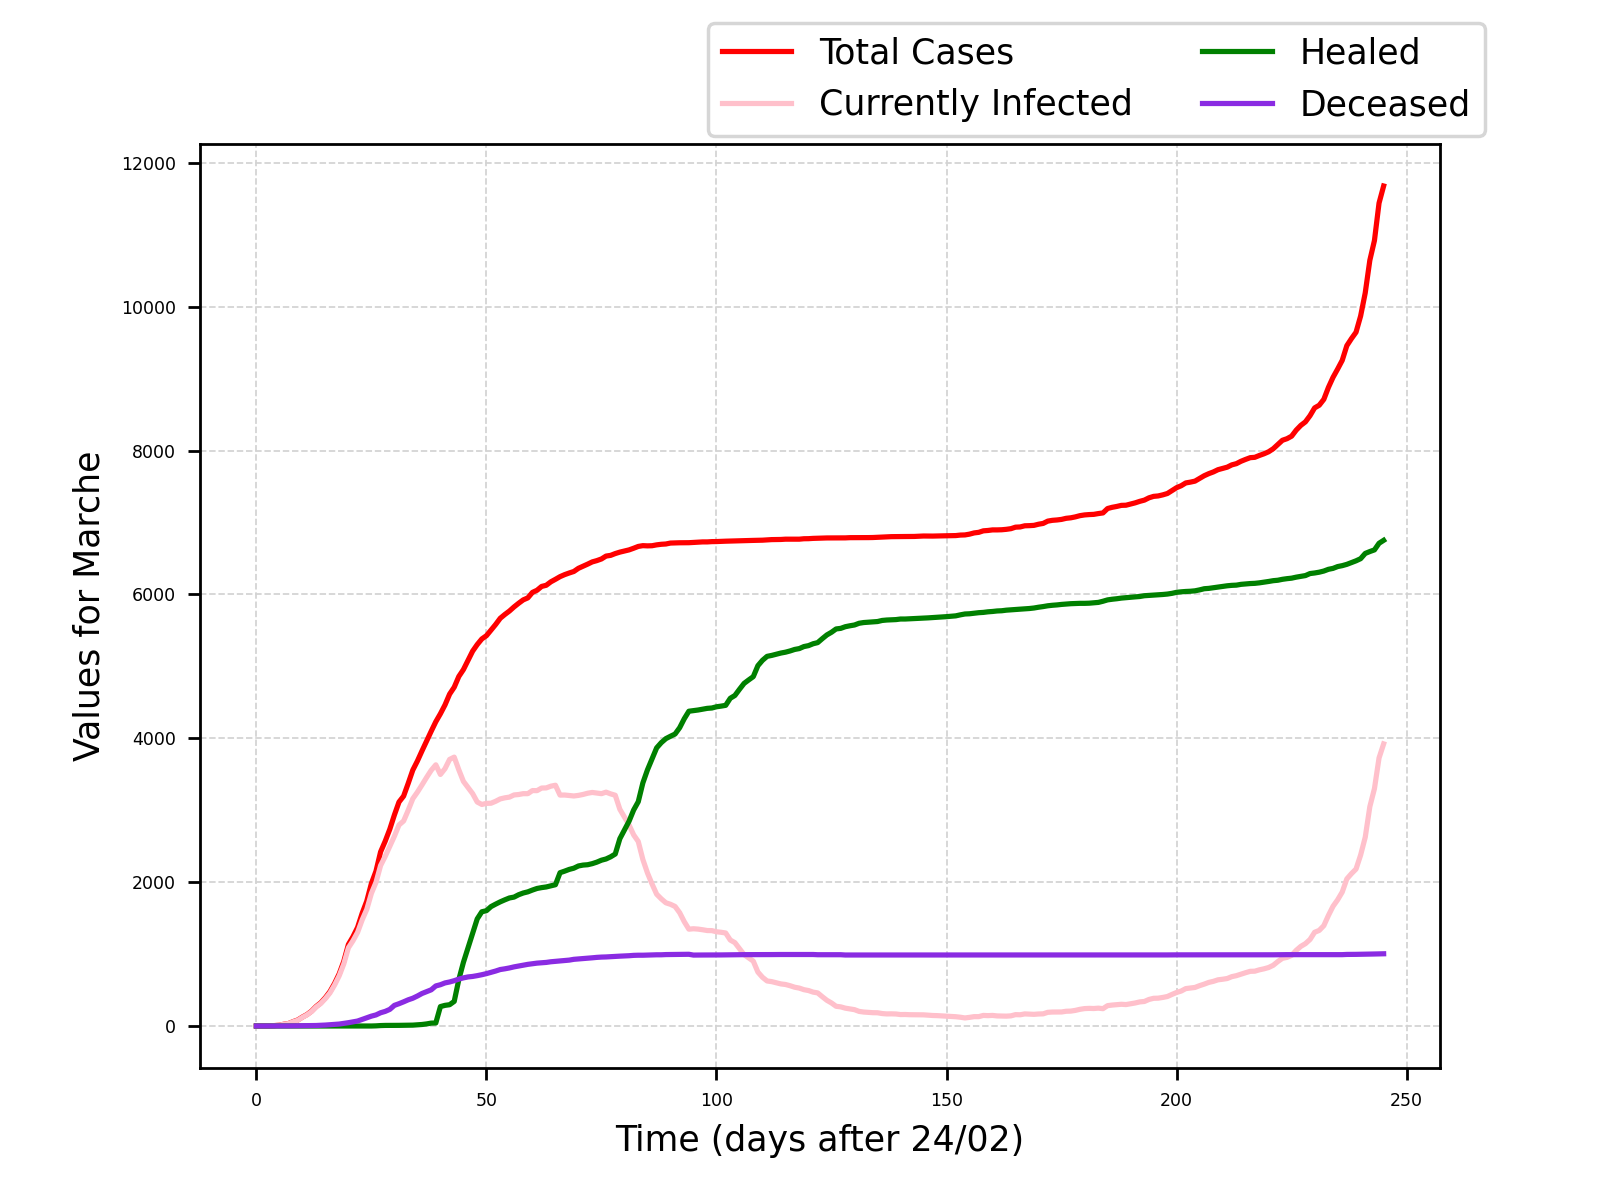 Total Cases
Currently Infected
Healed
Deceased
12000
10000
8000
6000
4000
2000
0
Values for Marche
0 50 100 150 200 250
Time (days after 24/02)